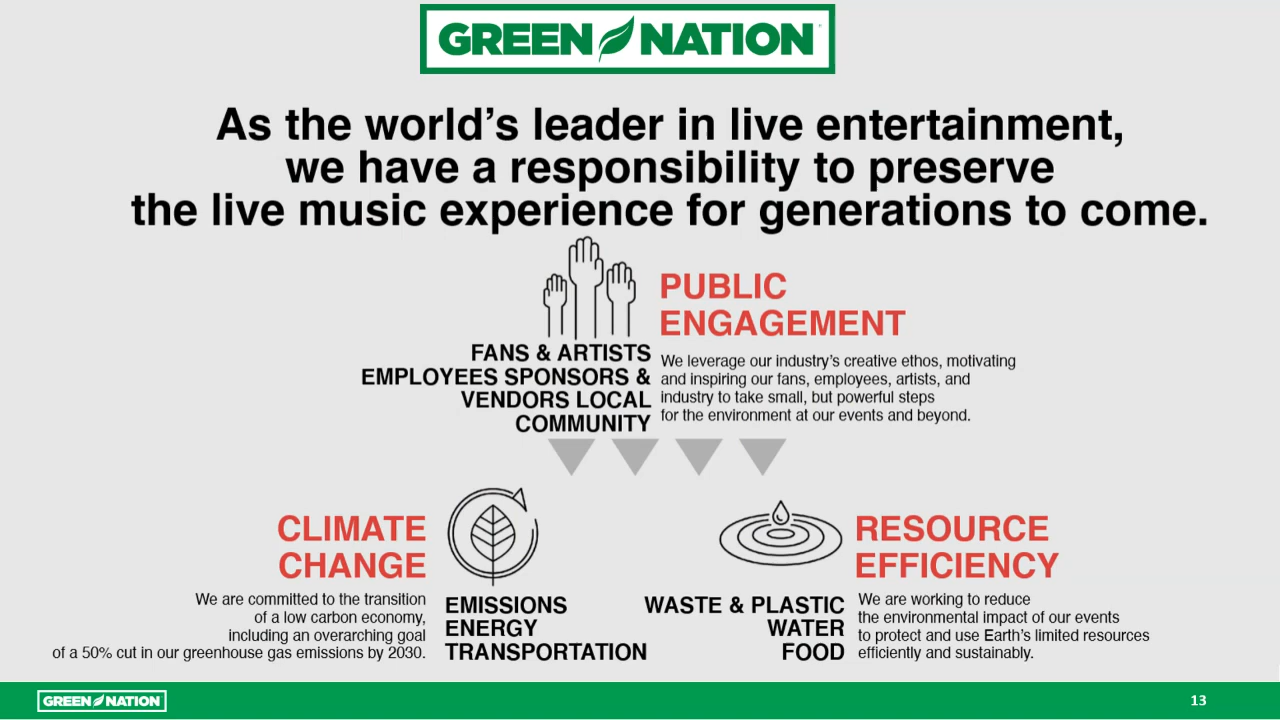 GREEN NATION
As the world's leader in live entertainment,
we have a responsibility to preserve
the live music experience for generations to come.
PUBLIC
ENGAGEMENT
FANS & ARTISTS
EMPLOYEES SPONSORS &
VENDORS LOCAL
COMMUNITY
We leverage our industry's creative ethos, motivating
and inspiring our fans, employees, artists, and
industry to take small, but powerful steps
for the environment at our events and beyond.
CLIMATE
CHANGE
We are committed to the transition
of a low carbon economy,
including an overarching goal
of a 50% cut in our greenhouse gas emissions by 2030.
EMISSIONS
ENERGY
TRANSPORTATION
RESOURCE
EFFICIENCY
WASTE & PLASTIC
WATER
FOOD
We are working to reduce
the environmental impact of our events
to protect and use Earth's limited resources
efficiently and sustainably.
GREEN NATION
13